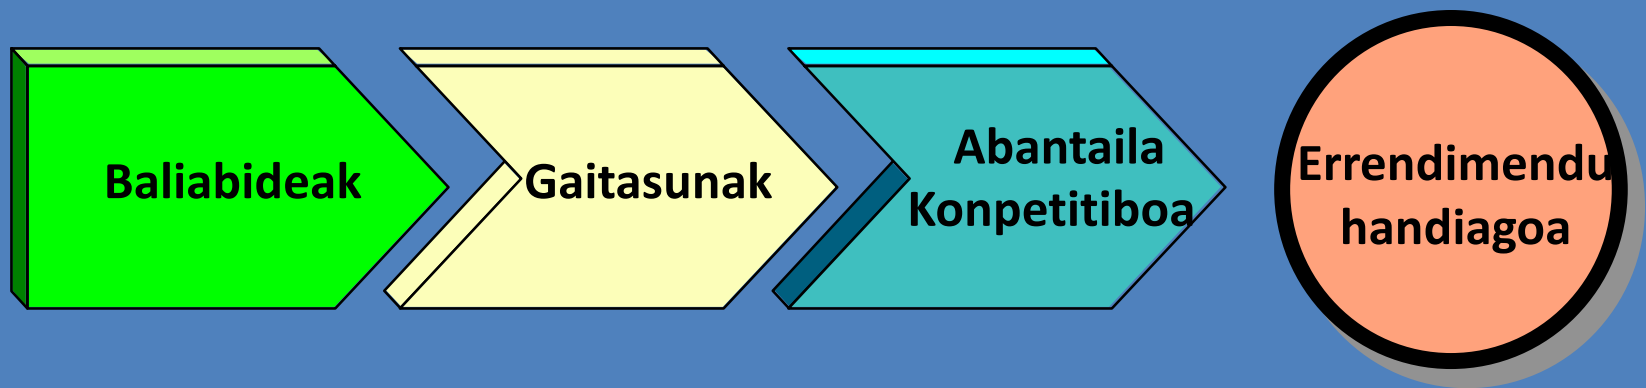 Baliabideak
Gaitasunak
Abantaila
Konpetitiboa
Errendimendu
handiagoa